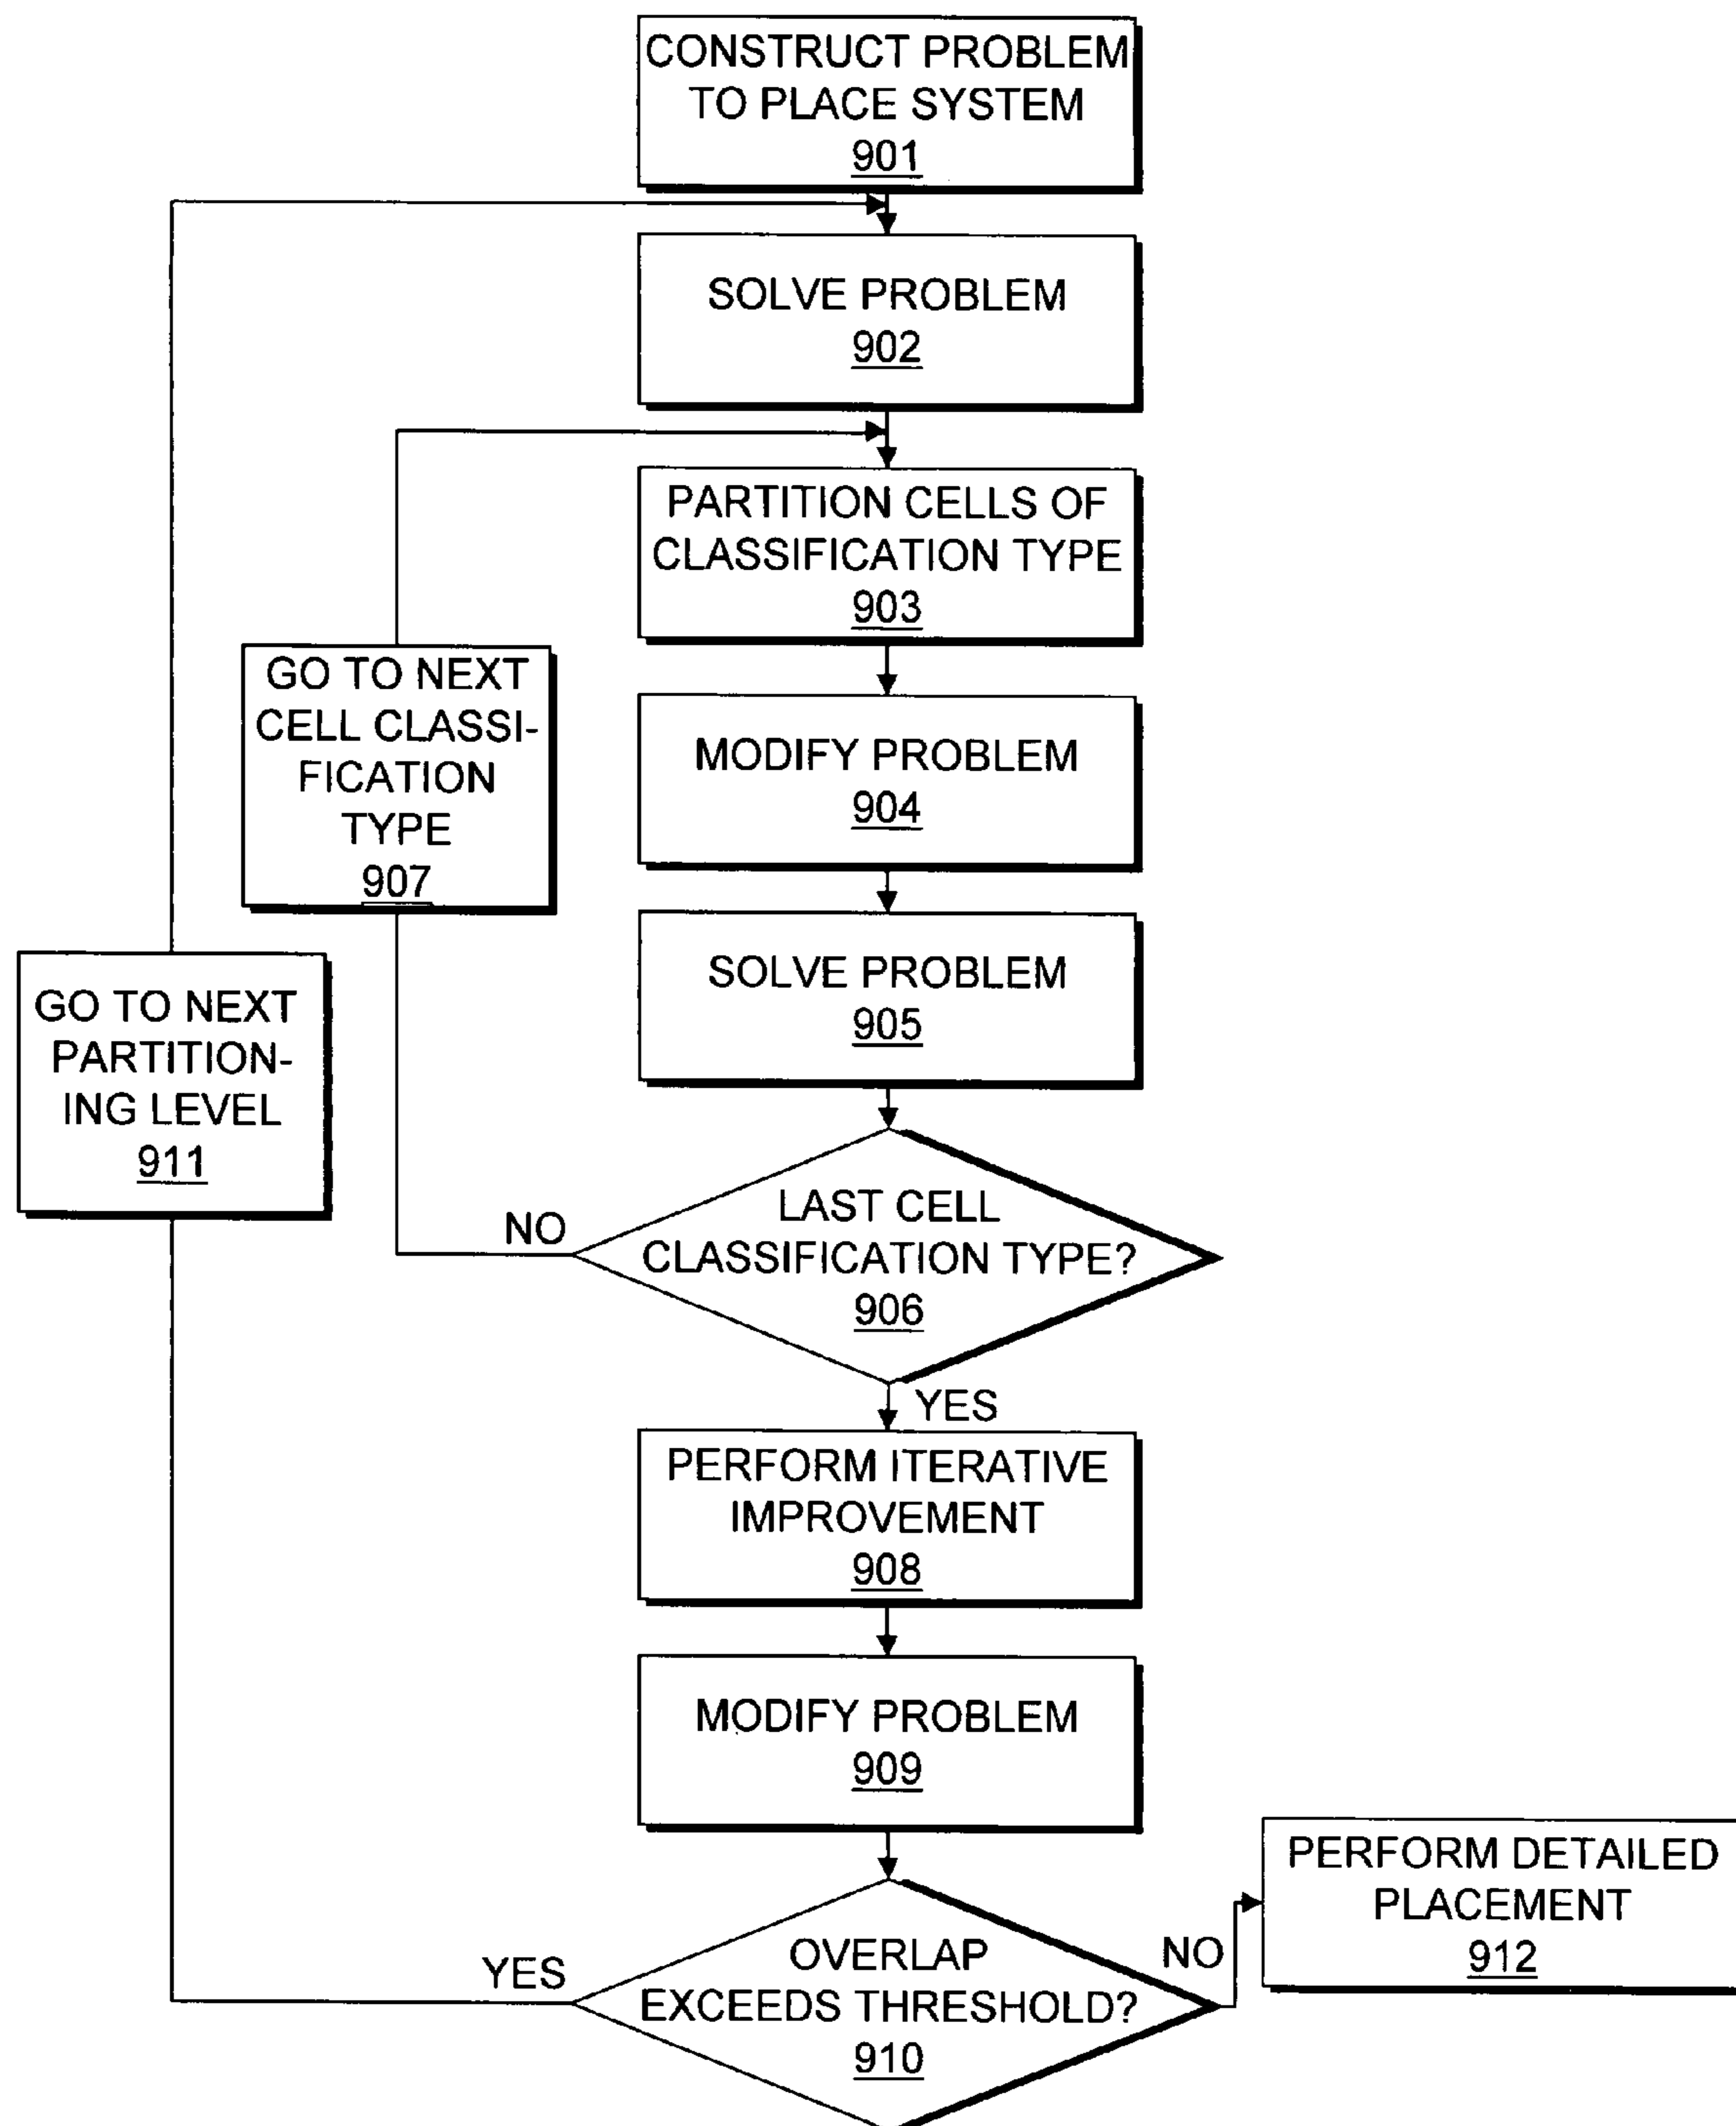 CONSTRUCT PROBLEM
TO PLACE SYSTEM
901
SOLVE PROBLEM
902
PARTITION CELLS OF
CLASSIFICATION TYPE
903
GO TO NEXT
CELL CLASSI-
FICATION
TYPE
907
MODIFY PROBLEM
904
SOLVE PROBLEM
905
GO TO NEXT
PARTITION-
ING LEVEL
911
LAST CELL
CLASSIFICATION TYPE?
906
NO
YES
PERFORM ITERATIVE
IMPROVEMENT
908
MODIFY PROBLEM
909
OVERLAP
EXCEEDS THRESHOLD?
910
YES
NO
PERFORM DETAILED
PLACEMENT
912